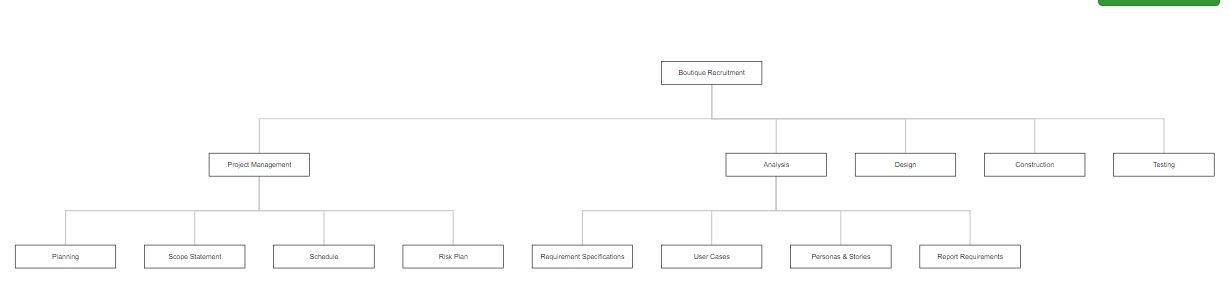 Boutique Recruitment
Project Management
Analysis
Design
Construction
Testing
Planning
Scope Statement
Schedule
Risk Plan
Requirement Specifications
User Cases
Personas & Stories
Report Requirements